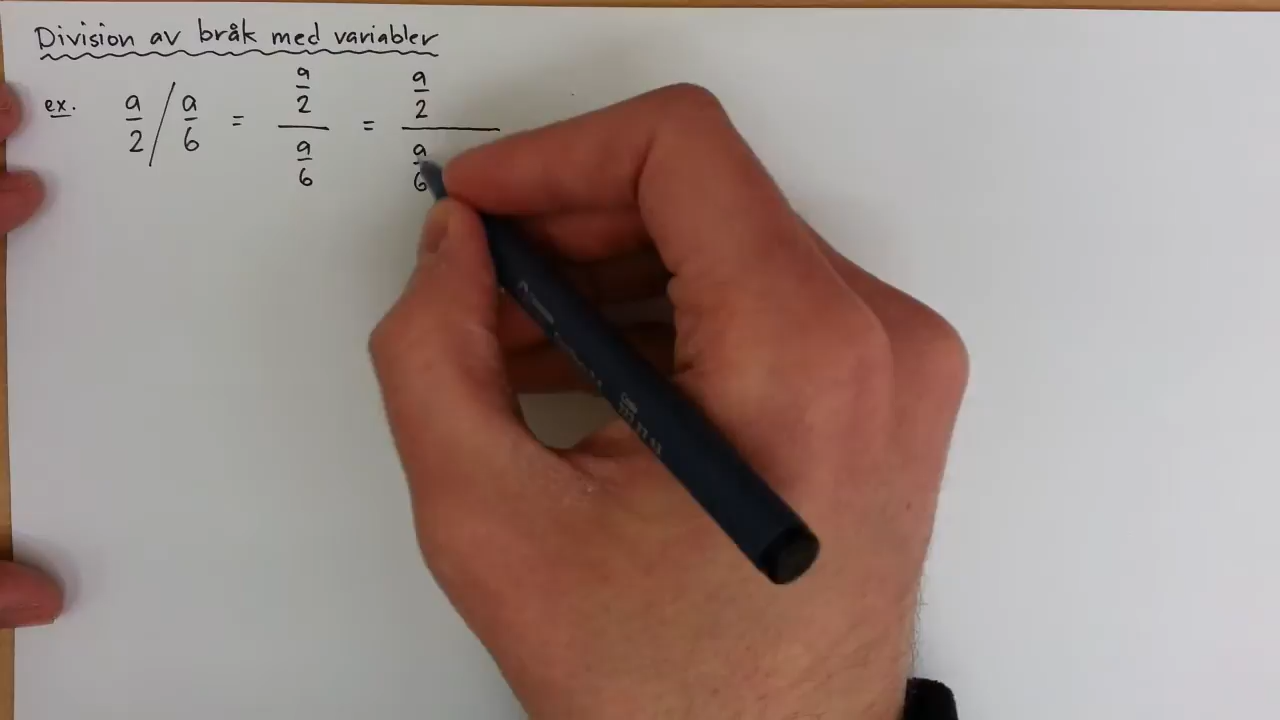 Division av bråk med variabler
ex. a/2 / a/6 = (a/2)/(a/6) = (a/2)/(a/6)